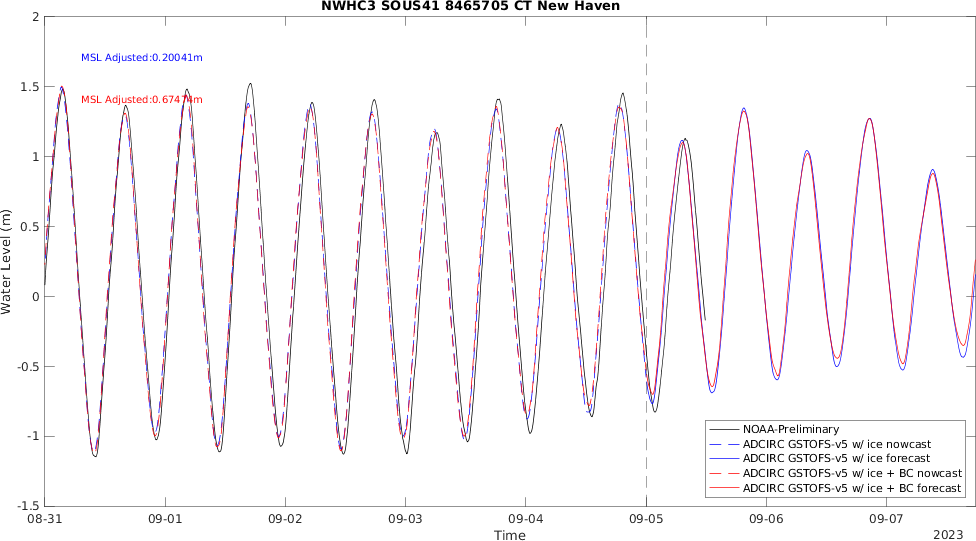 NWHC3 SOUS41 8465705 CT New Haven
2
MSL Adjusted:0.20041m
1.5
MSL Adjusted:0.67474m
1
0.5
0
-0.5
-1
-1.5
Water Level (m)
NOAA-Preliminary
ADCIRC GSTOFS-v5 w/ ice nowcast
ADCIRC GSTOFS-v5 w/ ice forecast
ADCIRC GSTOFS-v5 w/ ice + BC nowcast
ADCIRC GSTOFS-v5 w/ ice + BC forecast
08-31 09-01 09-02 09-03 09-04 09-05 09-06 09-07
Time
2023